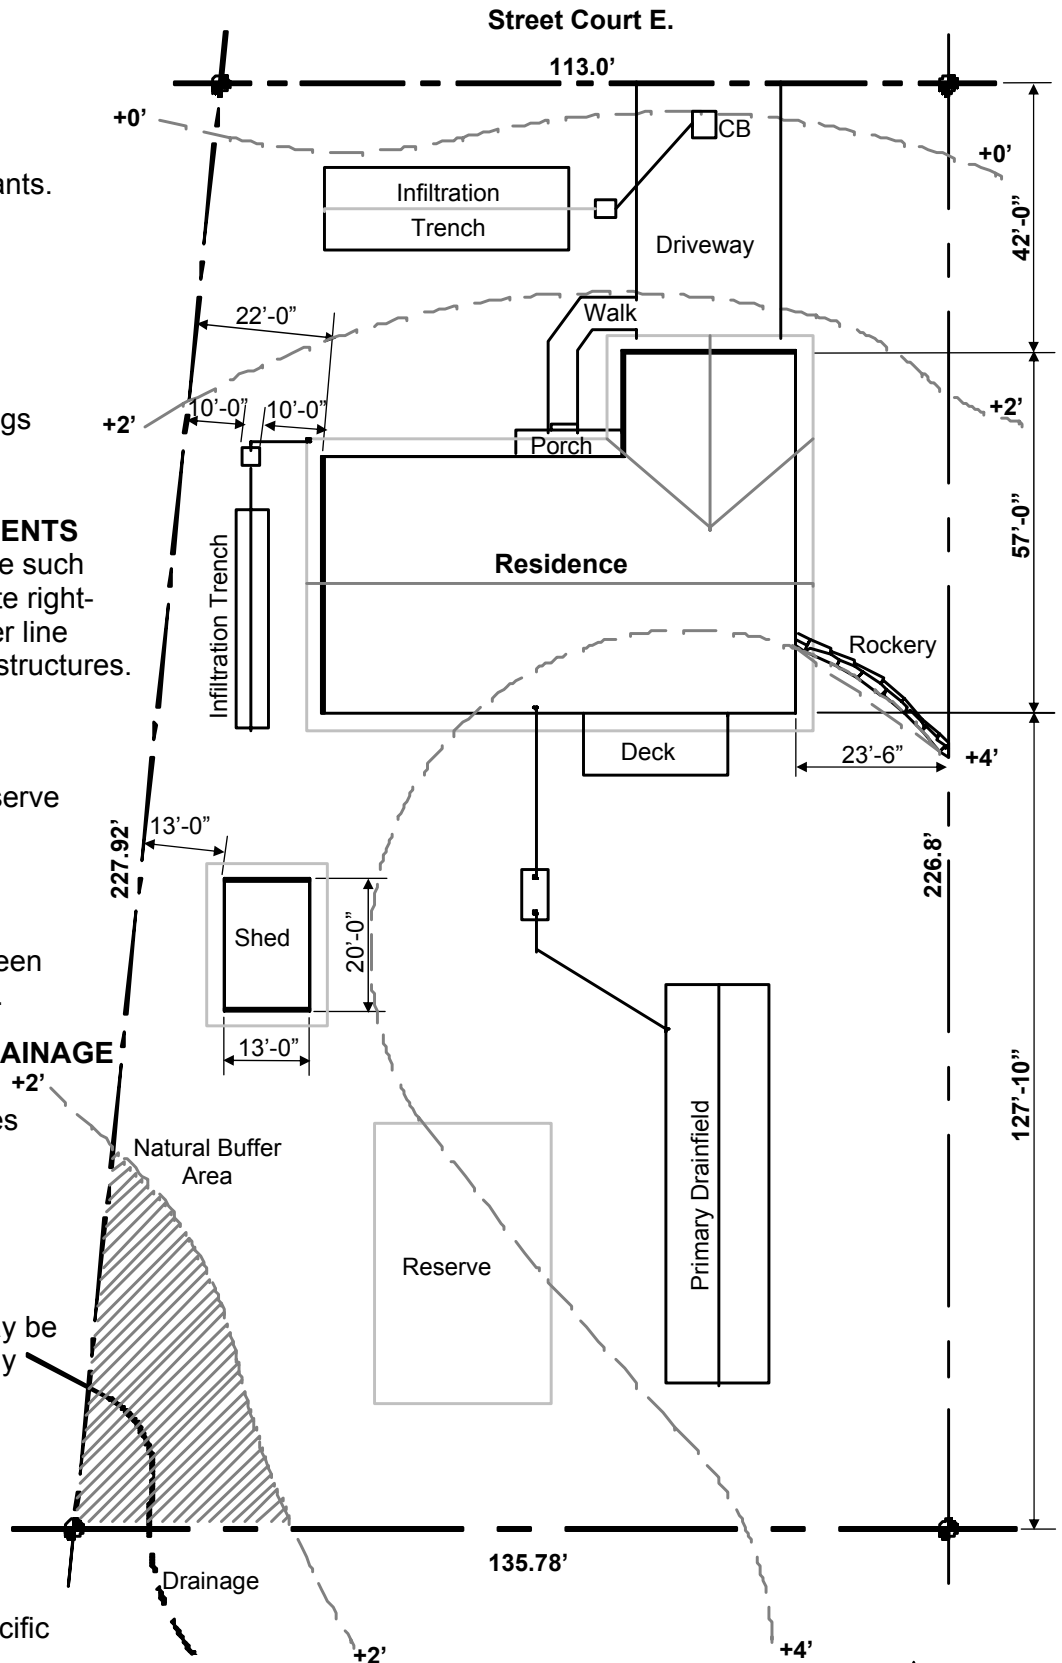 Street Court E.
113.0'
+0'
CB
+0'
ants.
Infiltration
Trench
42'-0"
Driveway
22'-0"
Walk
10'-0"
10'-0"
+2'
+2'
gs
Porch
57'-0"
ENTS
e such
te right-
er line
structures.
Residence
Infiltration Trench
Rockery
Deck
23'-6"
+4'
serve
13'-0"
227.92'
226.8'
Shed
20'-0"
een
.
13'-0"
AINAGE
+2'
es
127'-10"
Natural Buffer
Area
Primary Drainfield
Reserve
y be
y
135.78'
Drainage
cific
+2'
+4'